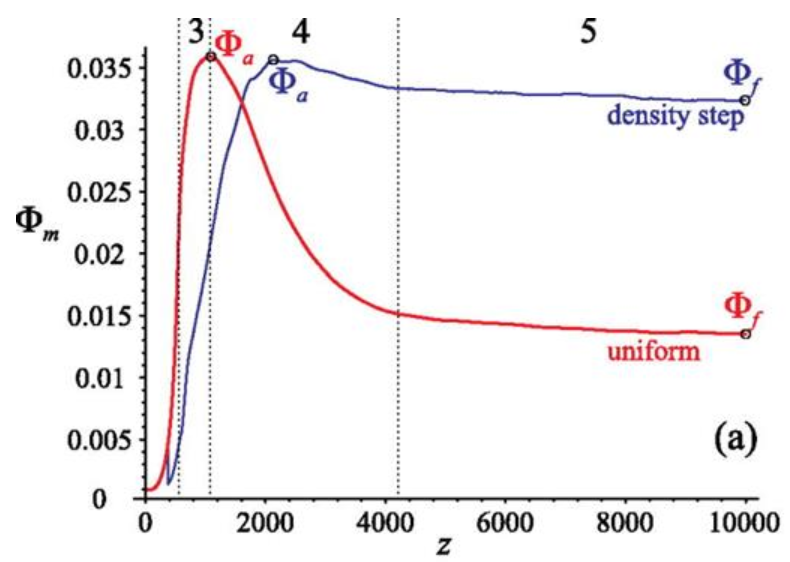 3 4 5
Φa
0.035
Φa
Φf
density step
0.03
0.025
Φm
0.02
0.015
Φf
uniform
0.01
0.005
(a)
0
0 2000 4000 6000 8000 10000
z